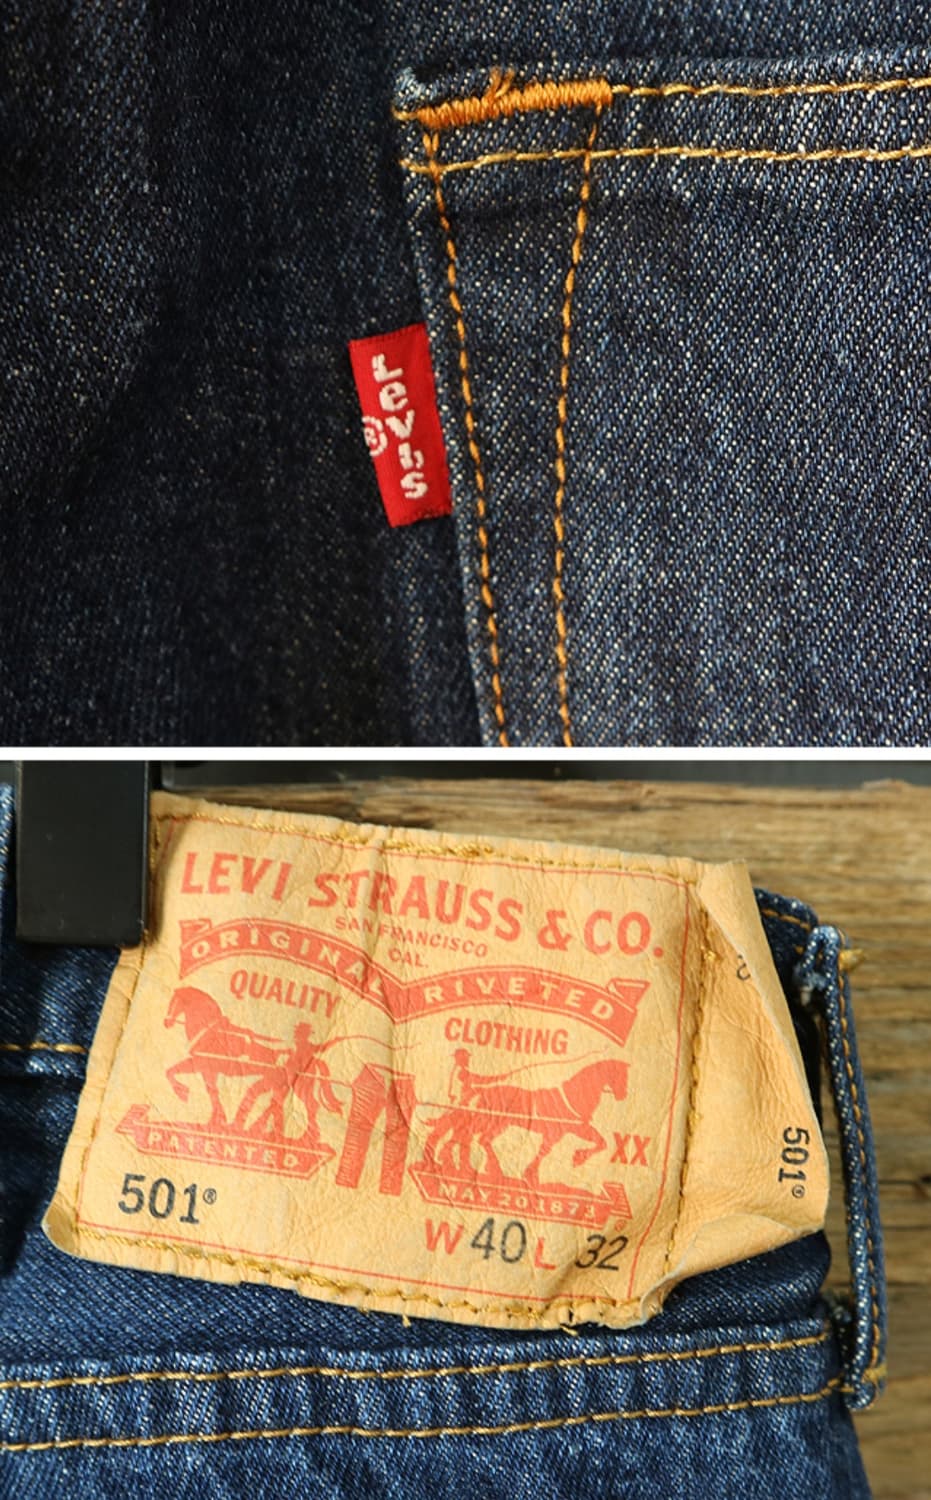 Levi's
®
LEVI STRAUSS & CO.
SAN FRANCISCO
CAL.
ORIGINAL RIVETED
QUALITY CLOTHING
XX
PATENTED
MAY 20 1873
501®
W 40 L 32
501®